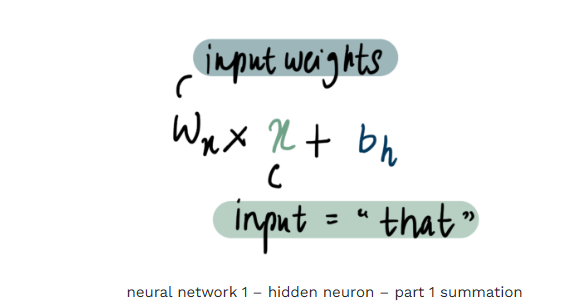 input weights
Wx × x + bh
input = “that”
neural network 1 – hidden neuron – part 1 summation